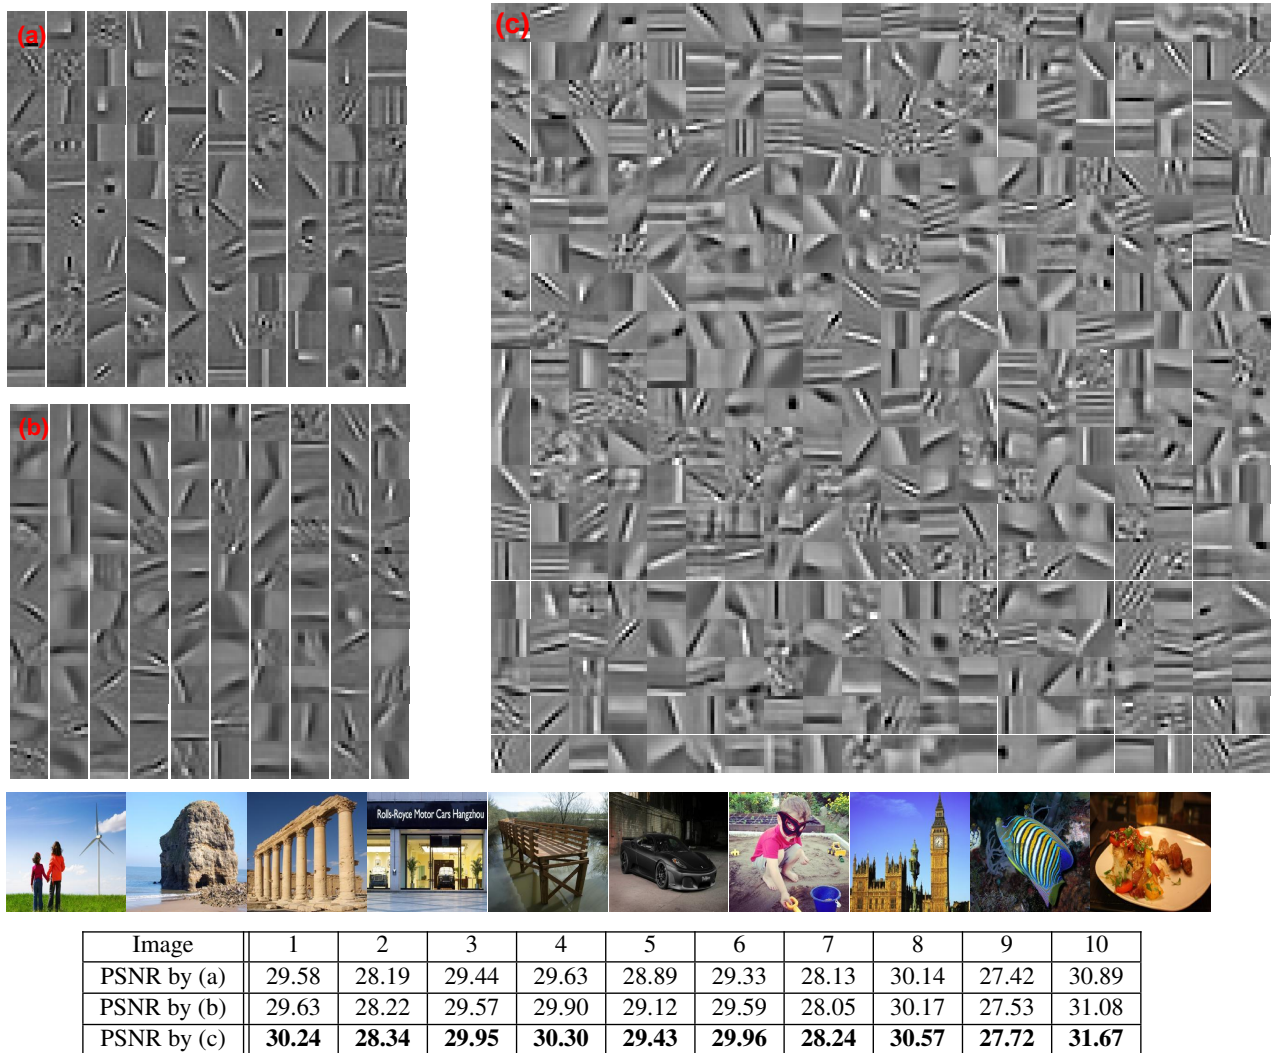 (a)
(c)
(b)
Rolls-Royce Motor Cars Hangzhou
Image 1 2 3 4 5 6 7 8 9 10
PSNR by (a) 29.58 28.19 29.44 29.63 28.89 29.33 28.13 30.14 27.42 30.89
PSNR by (b) 29.63 28.22 29.57 29.90 29.12 29.59 28.05 30.17 27.53 31.08
PSNR by (c) 30.24 28.34 29.95 30.30 29.43 29.96 28.24 30.57 27.72 31.67